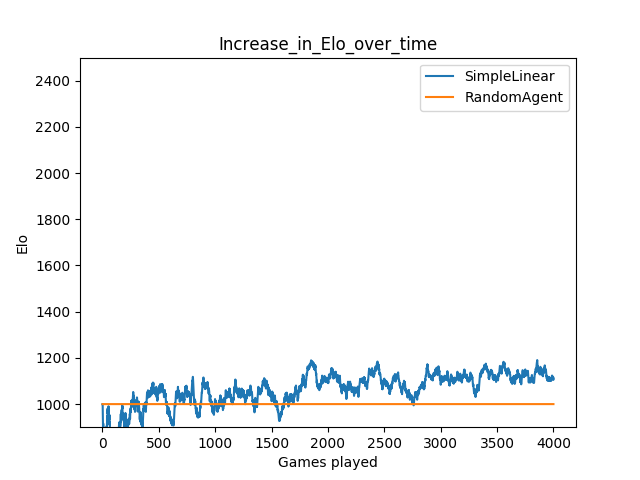 Increase_in_Elo_over_time
SimpleLinear
RandomAgent
2400
2200
2000
1800
1600
1400
1200
1000
Elo
0 500 1000 1500 2000 2500 3000 3500 4000
Games played